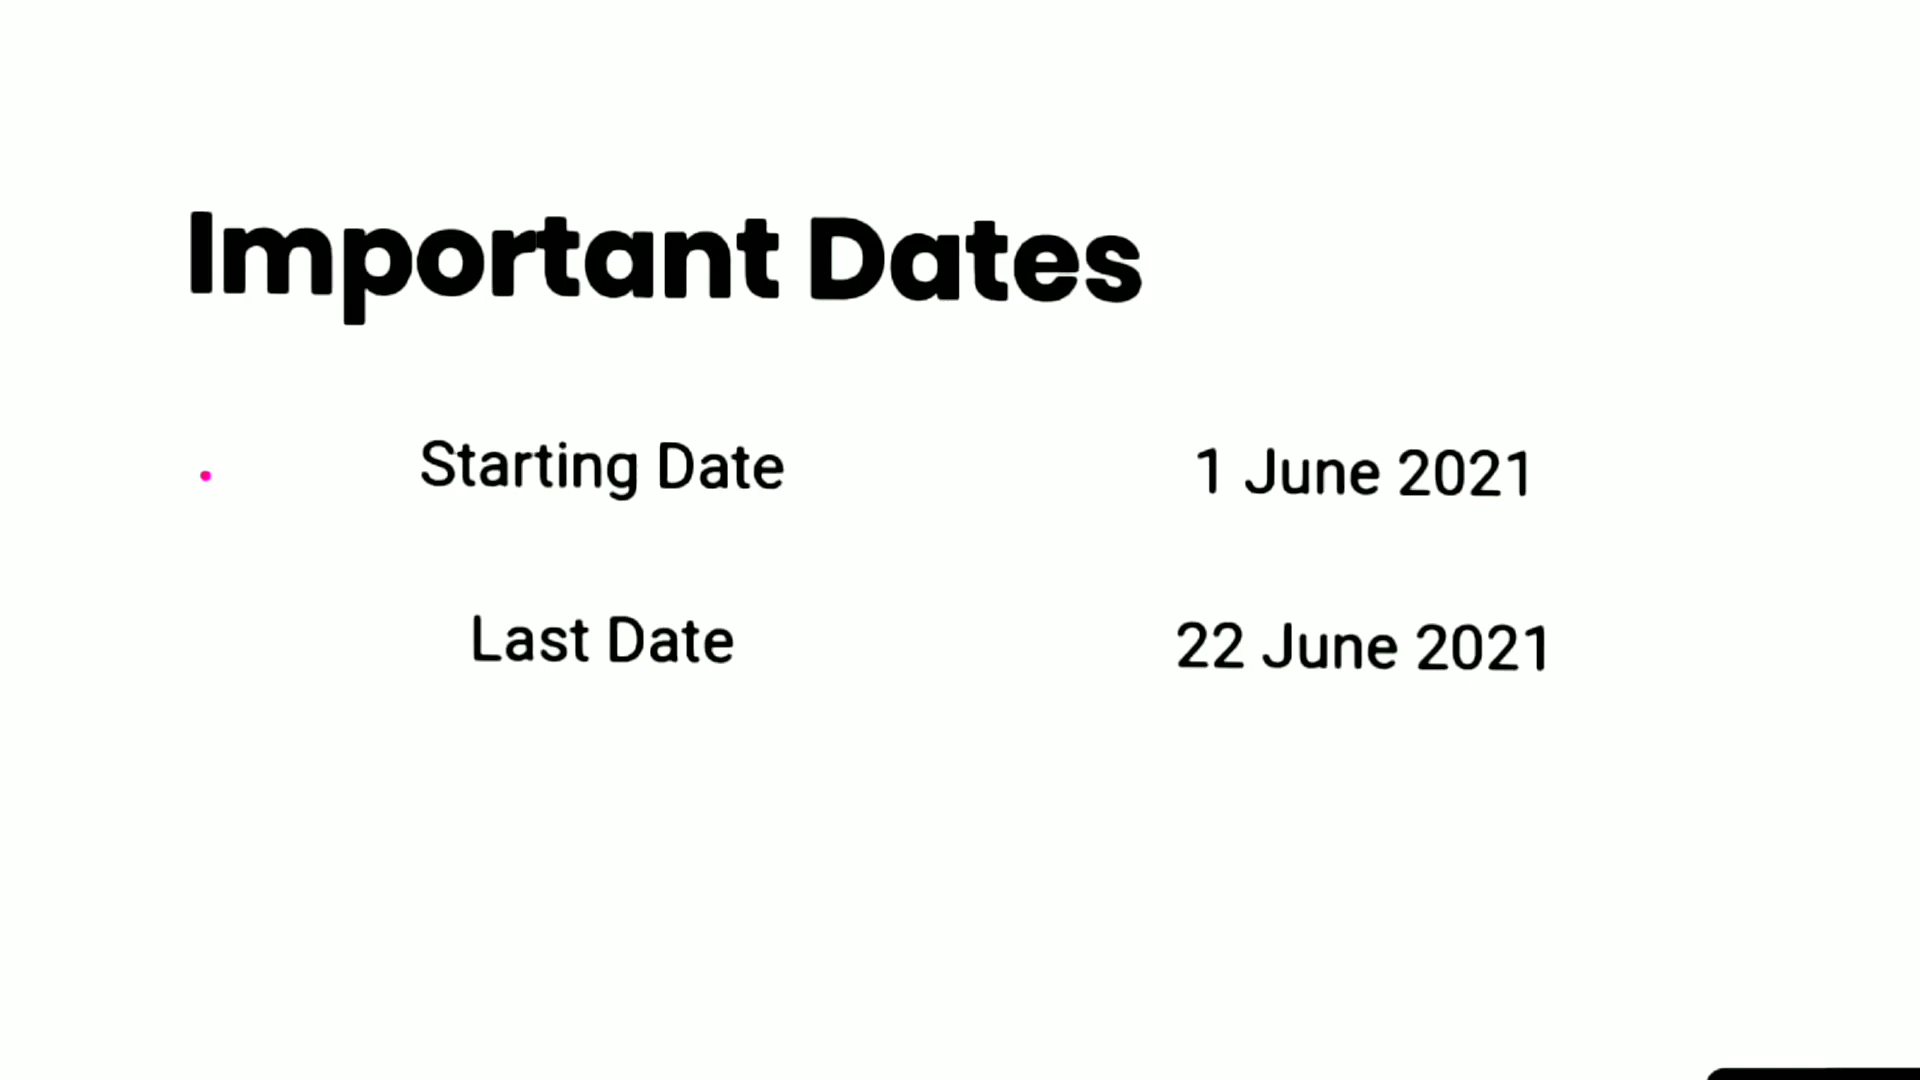 Important Dates
Starting Date 1 June 2021
Last Date 22 June 2021